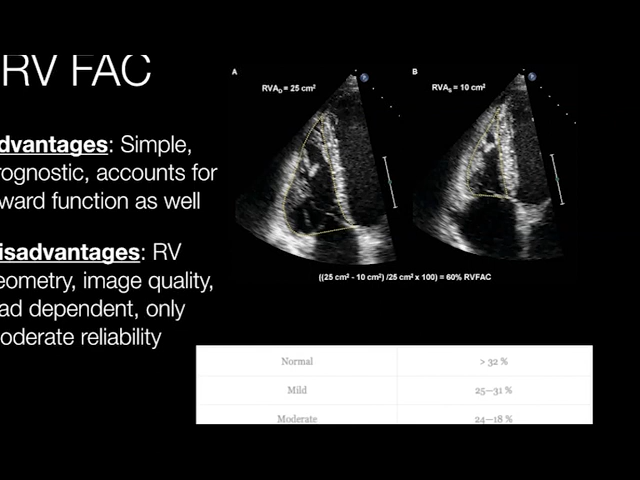 RV FAC
dvantages: Simple,
rognostic, accounts for
ward function as well
isadvantages: RV
eometry, image quality,
ad dependent, only
oderate reliability
A
RVA_D = 25 cm²
B
RVA_S = 10 cm²
((25 cm² - 10 cm²) /25 cm² x 100) = 60% RVFAC
Normal > 32 %
Mild 25—31 %
Moderate 24—18 %